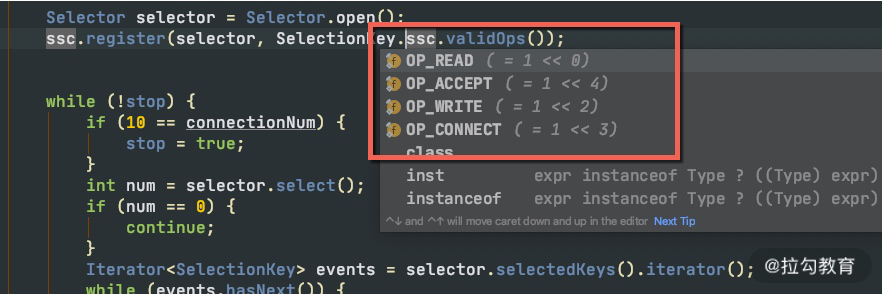 Selector selector = Selector.open();
ssc.register(selector, SelectionKey.ssc.validOps());
OP_READ ( = 1 << 0)
OP_ACCEPT ( = 1 << 4)
while (!stop) {
OP_WRITE ( = 1 << 2)
if (10 == connectionNum) {
OP_CONNECT ( = 1 << 3)
stop = true;
class
}
inst expr instanceof Type ? ((Type) expr)
int num = selector.select();
instanceof expr instanceof Type ? ((Type) expr)
if (num == 0) {
^↓ and ^↑ will move caret down and up in the editor Next Tip
continue;
}
Iterator<SelectionKey> events = selector.selectedKeys().iterator();
@拉勾教育
while (events.hasNext()) {